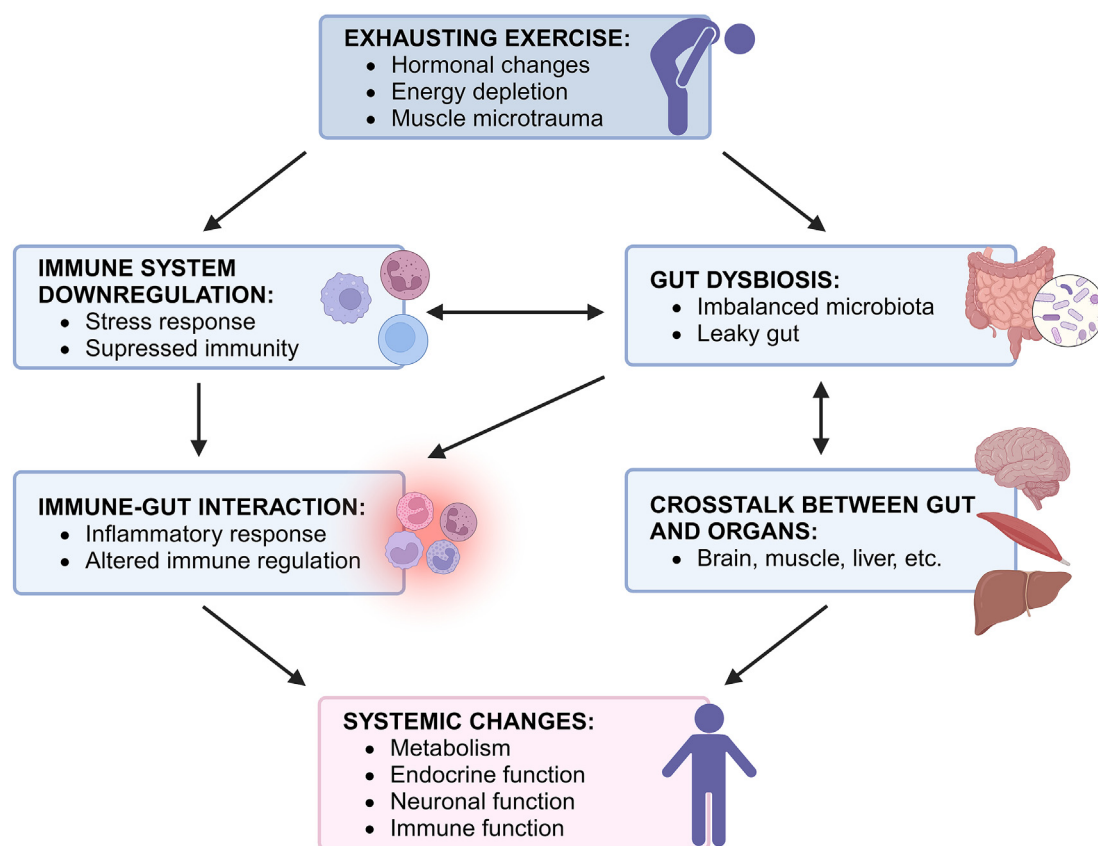 EXHAUSTING EXERCISE:
• Hormonal changes
• Energy depletion
• Muscle microtrauma
IMMUNE SYSTEM
DOWNREGULATION:
• Stress response
• Supressed immunity
GUT DYSBIOSIS:
• Imbalanced microbiota
• Leaky gut
IMMUNE-GUT INTERACTION:
• Inflammatory response
• Altered immune regulation
CROSSTALK BETWEEN GUT
AND ORGANS:
• Brain, muscle, liver, etc.
SYSTEMIC CHANGES:
• Metabolism
• Endocrine function
• Neuronal function
• Immune function